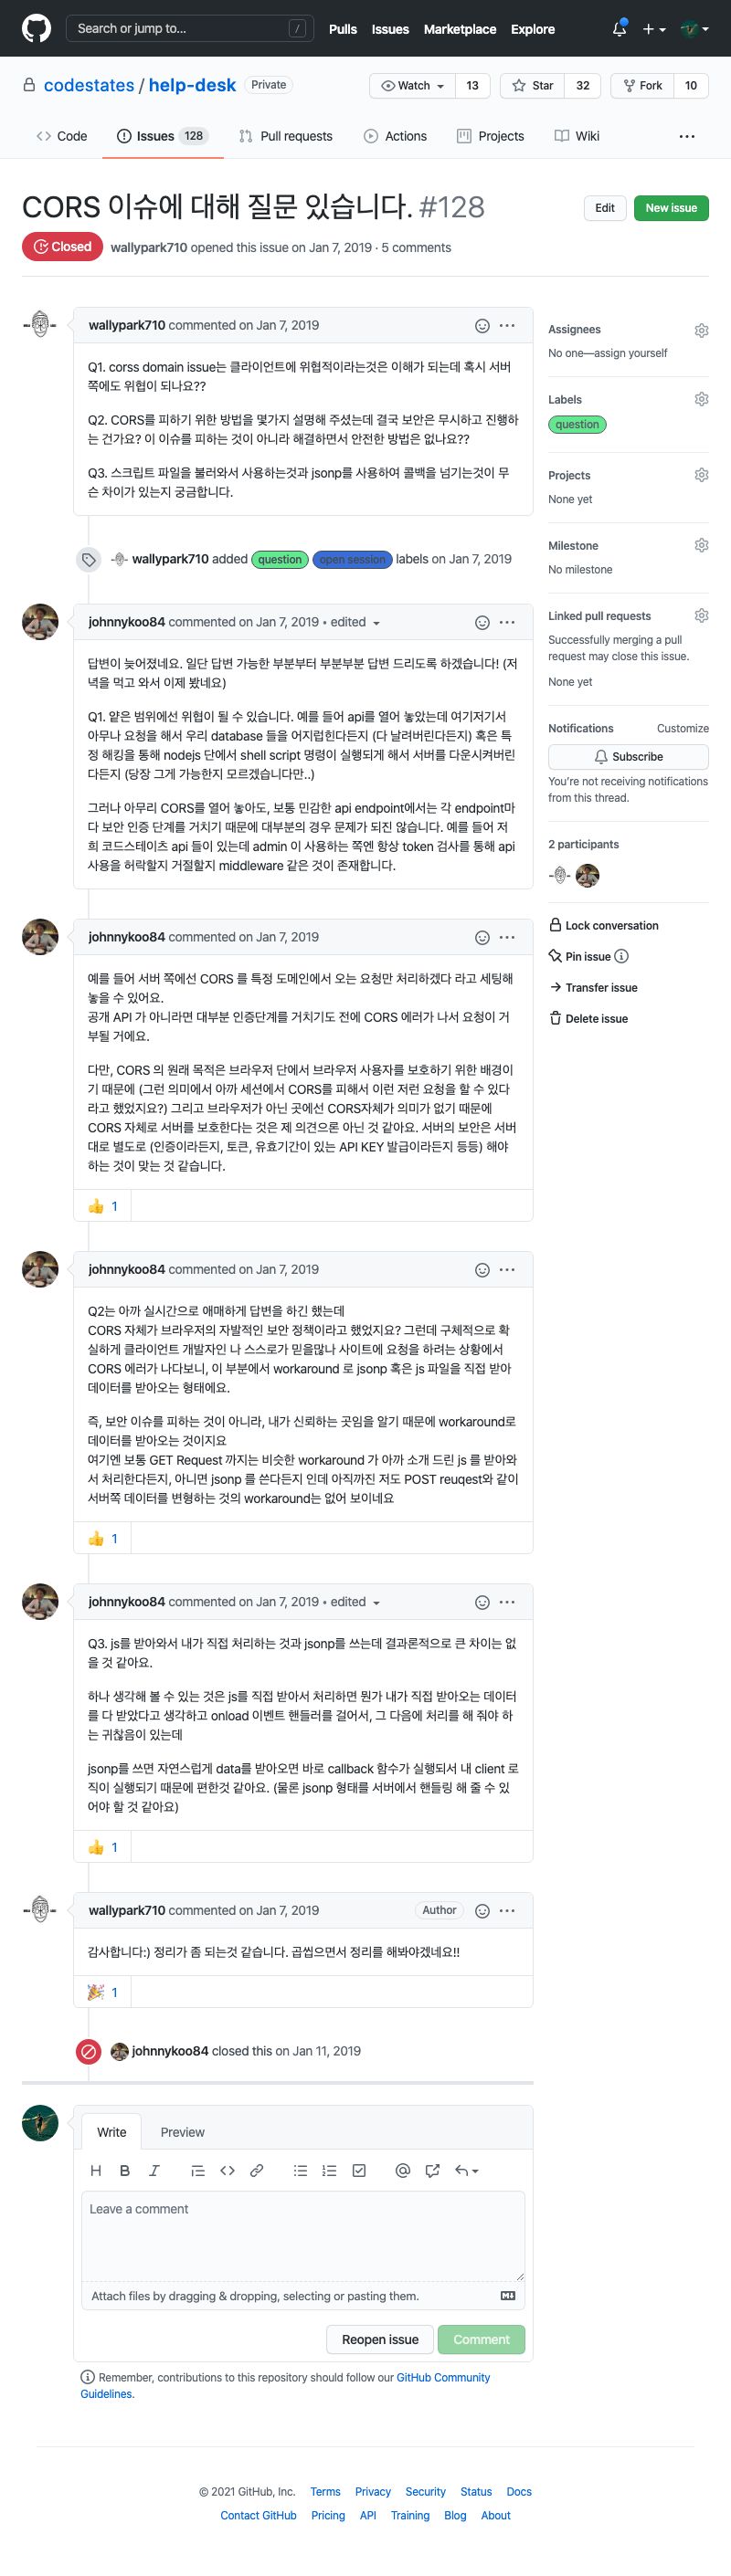 Search or jump to... /
Pulls Issues Marketplace Explore
codestates / help-desk Private
Watch 13 Star 32 Fork 10
Code Issues 128 Pull requests Actions Projects Wiki
CORS 이슈에 대해 질문 있습니다. #128
Edit New issue
Closed wallypark710 opened this issue on Jan 7, 2019 · 5 comments
wallypark710 commented on Jan 7, 2019
Q1. corss domain issue는 클라이언트에 위협적이라는것은 이해가 되는데 혹시 서버
쪽에도 위협이 되나요??
Q2. CORS를 피하기 위한 방법을 몇가지 설명해 주셨는데 결국 보안은 무시하고 진행하
는 건가요? 이 이슈를 피하는 것이 아니라 해결하면서 안전한 방법은 없나요??
Q3. 스크립트 파일을 불러와서 사용하는것과 jsonp를 사용하여 콜백을 넘기는것이 무
슨 차이가 있는지 궁금합니다.
wallypark710 added question open session labels on Jan 7, 2019
johnnykoo84 commented on Jan 7, 2019 • edited
답변이 늦어졌네요. 일단 답변 가능한 부분부터 부분부분 답변 드리도록 하겠습니다! (저
녁을 먹고 와서 이제 봤네요)
Q1. 얕은 범위에선 위협이 될 수 있습니다. 예를 들어 api를 열어 놓았는데 여기저기서
아무나 요청을 해서 우리 database 들을 어지럽힌다든지 (다 날려버린다든지) 혹은 특
정 해킹을 통해 nodejs 단에서 shell script 명령이 실행되게 해서 서버를 다운시켜버린
다든지 (당장 그게 가능한지 모르겠습니다만..)
그러나 아무리 CORS를 열어 놓아도, 보통 민감한 api endpoint에서는 각 endpoint마
다 보안 인증 단계를 거치기 때문에 대부분의 경우 문제가 되진 않습니다. 예를 들어 저
희 코드스테이츠 api 들이 있는데 admin 이 사용하는 쪽엔 항상 token 검사를 통해 api
사용을 허락할지 거절할지 middleware 같은 것이 존재합니다.
johnnykoo84 commented on Jan 7, 2019
예를 들어 서버 쪽에선 CORS 를 특정 도메인에서 오는 요청만 처리하겠다 라고 세팅해
놓을 수 있어요.
공개 API 가 아니라면 대부분 인증단계를 거치기도 전에 CORS 에러가 나서 요청이 거
부될 거에요.
다만, CORS 의 원래 목적은 브라우저 단에서 브라우저 사용자를 보호하기 위한 배경이
기 때문에 (그런 의미에서 아까 세션에서 CORS를 피해서 이런 저런 요청을 할 수 있다
라고 했었지요?) 그리고 브라우저가 아닌 곳에선 CORS자체가 의미가 없기 때문에
CORS 자체로 서버를 보호한다는 것은 제 의견으론 아닌 것 같아요. 서버의 보안은 서버
대로 별도로 (인증이라든지, 토큰, 유효기간이 있는 API KEY 발급이라든지 등등) 해야
하는 것이 맞는 것 같습니다.
1
johnnykoo84 commented on Jan 7, 2019
Q2는 아까 실시간으로 애매하게 답변을 하긴 했는데
CORS 자체가 브라우저의 자발적인 보안 정책이라고 했었지요? 그런데 구체적으로 확
실하게 클라이언트 개발자인 나 스스로가 믿을많나 사이트에 요청을 하려는 상황에서
CORS 에러가 나다보니, 이 부분에서 workaround 로 jsonp 혹은 js 파일을 직접 받아
데이터를 받아오는 형태에요.
즉, 보안 이슈를 피하는 것이 아니라, 내가 신뢰하는 곳임을 알기 때문에 workaround로
데이터를 받아오는 것이지요
여기엔 보통 GET Request 까지는 비슷한 workaround 가 아까 소개 드린 js 를 받아와
서 처리한다든지, 아니면 jsonp 를 쓴다든지 인데 아직까진 저도 POST reuqest와 같이
서버쪽 데이터를 변형하는 것의 workaround는 없어 보이네요
1
johnnykoo84 commented on Jan 7, 2019 • edited
Q3. js를 받아와서 내가 직접 처리하는 것과 jsonp를 쓰는데 결과론적으로 큰 차이는 없
을 것 같아요.
하나 생각해 볼 수 있는 것은 js를 직접 받아서 처리하면 뭔가 내가 직접 받아오는 데이터
를 다 받았다고 생각하고 onload 이벤트 핸들러를 걸어서, 그 다음에 처리를 해 줘야 하
는 귀찮음이 있는데
jsonp를 쓰면 자연스럽게 data를 받아오면 바로 callback 함수가 실행되서 내 client 로
직이 실행되기 때문에 편한것 같아요. (물론 jsonp 형태를 서버에서 핸들링 해 줄 수 있
어야 할 것 같아요)
1
wallypark710 commented on Jan 7, 2019 Author
감사합니다:) 정리가 좀 되는것 같습니다. 곱씹으면서 정리를 해봐야겠네요!!
1
johnnykoo84 closed this on Jan 11, 2019
Write Preview
Leave a comment
Attach files by dragging & dropping, selecting or pasting them.
Reopen issue Comment
Remember, contributions to this repository should follow our GitHub Community
Guidelines.
Assignees
No one—assign yourself
Labels
question
Projects
None yet
Milestone
No milestone
Linked pull requests
Successfully merging a pull
request may close this issue.
None yet
Notifications Customize
Subscribe
You're not receiving notifications
from this thread.
2 participants
Lock conversation
Pin issue
Transfer issue
Delete issue
© 2021 GitHub, Inc. Terms Privacy Security Status Docs
Contact GitHub Pricing API Training Blog About